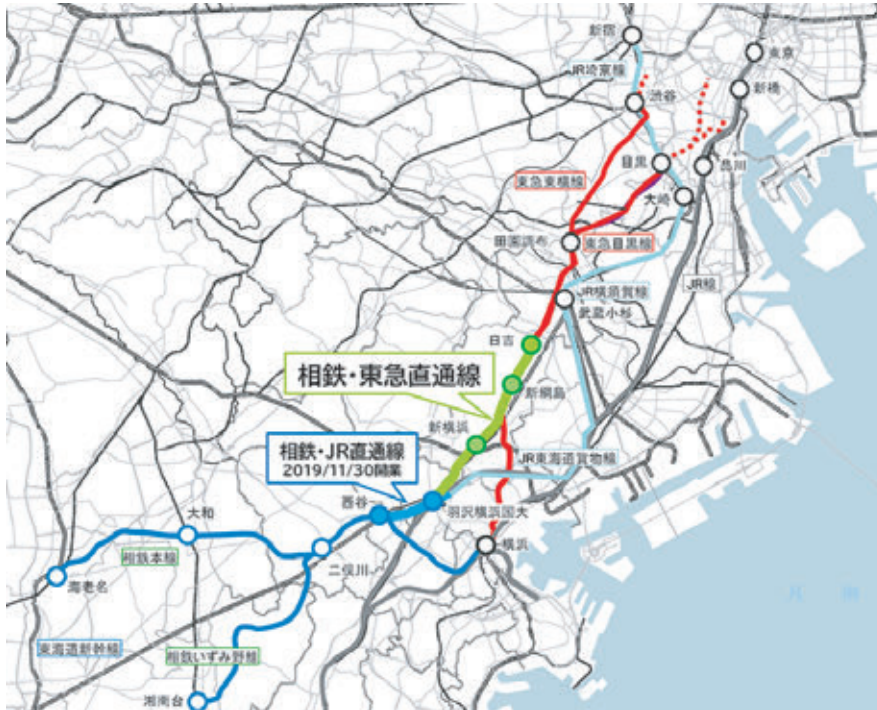 新宿
東京
JR埼京線
新橋
渋谷
目黒
品川
東急東横線
大崎
田園調布
東急目黒線
JR横須賀線
JR線
武蔵小杉
日吉
相鉄・東急直通線
新綱島
新横浜
相鉄・JR直通線
2019/11/30開業
JR東海道貨物線
西谷
羽沢横浜国大
大和
横浜
相鉄本線
二俣川
海老名
東海道新幹線
相鉄いずみ野線
湘南台